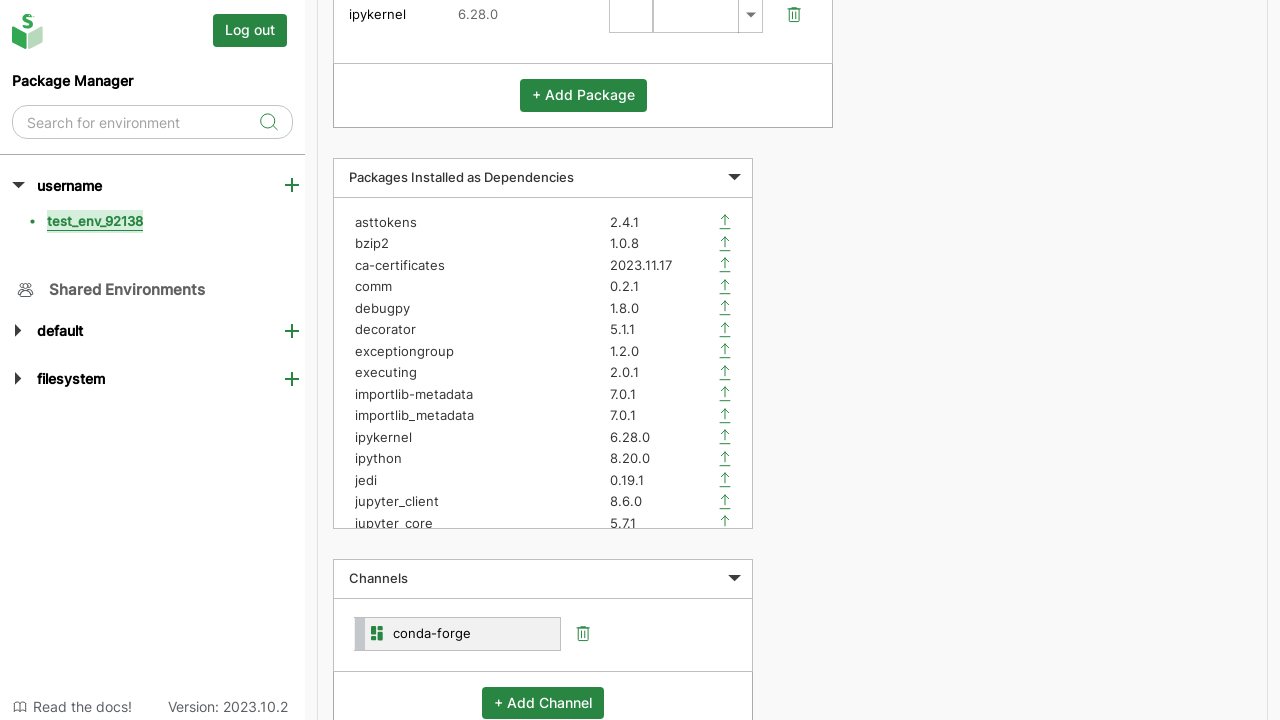 Log out
Package Manager
Search for environment
username
+
• test_env_92138
Shared Environments
default
+
filesystem
+
Read the docs!
Version: 2023.10.2
ipykernel 6.28.0
+ Add Package
Packages Installed as Dependencies
asttokens 2.4.1
bzip2 1.0.8
ca-certificates 2023.11.17
comm 0.2.1
debugpy 1.8.0
decorator 5.1.1
exceptiongroup 1.2.0
executing 2.0.1
importlib-metadata 7.0.1
importlib_metadata 7.0.1
ipykernel 6.28.0
ipython 8.20.0
jedi 0.19.1
jupyter_client 8.6.0
jupyter_core 5.7.1
Channels
conda-forge
+ Add Channel